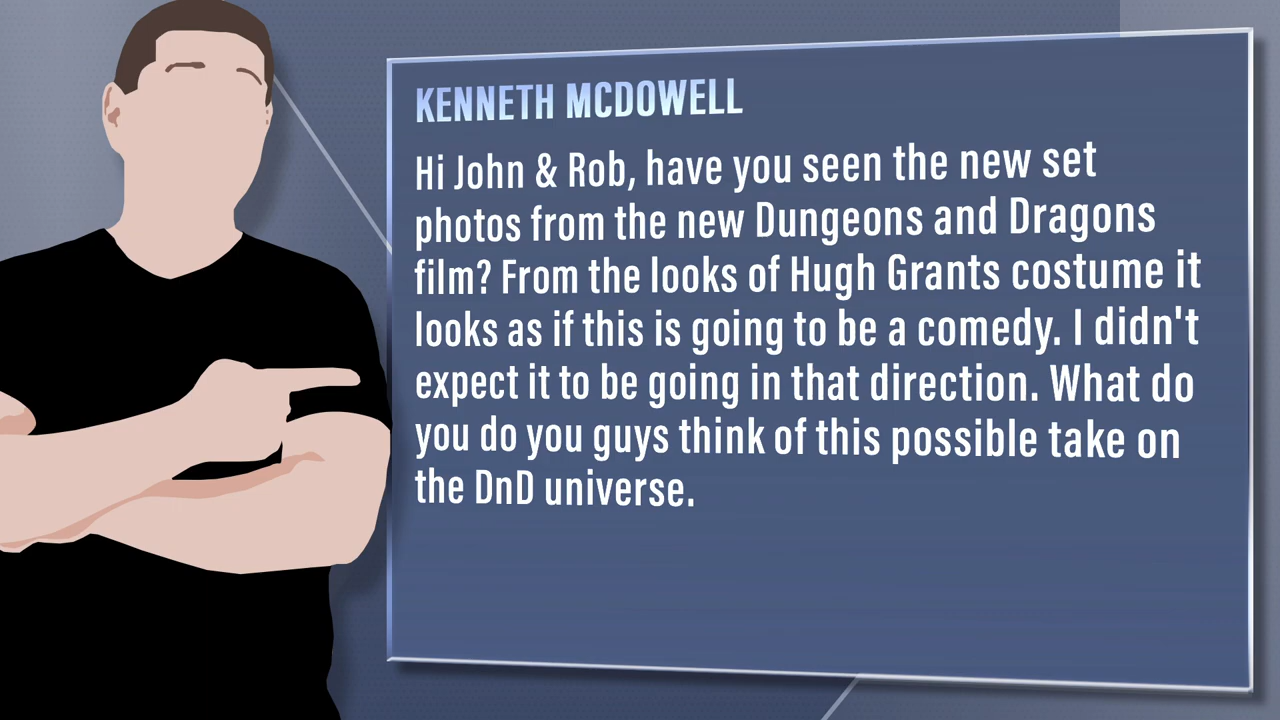 KENNETH MCDOWELL
Hi John & Rob, have you seen the new set
photos from the new Dungeons and Dragons
film? From the looks of Hugh Grants costume it
looks as if this is going to be a comedy. I didn't
expect it to be going in that direction. What do
you do you guys think of this possible take on
the DnD universe.